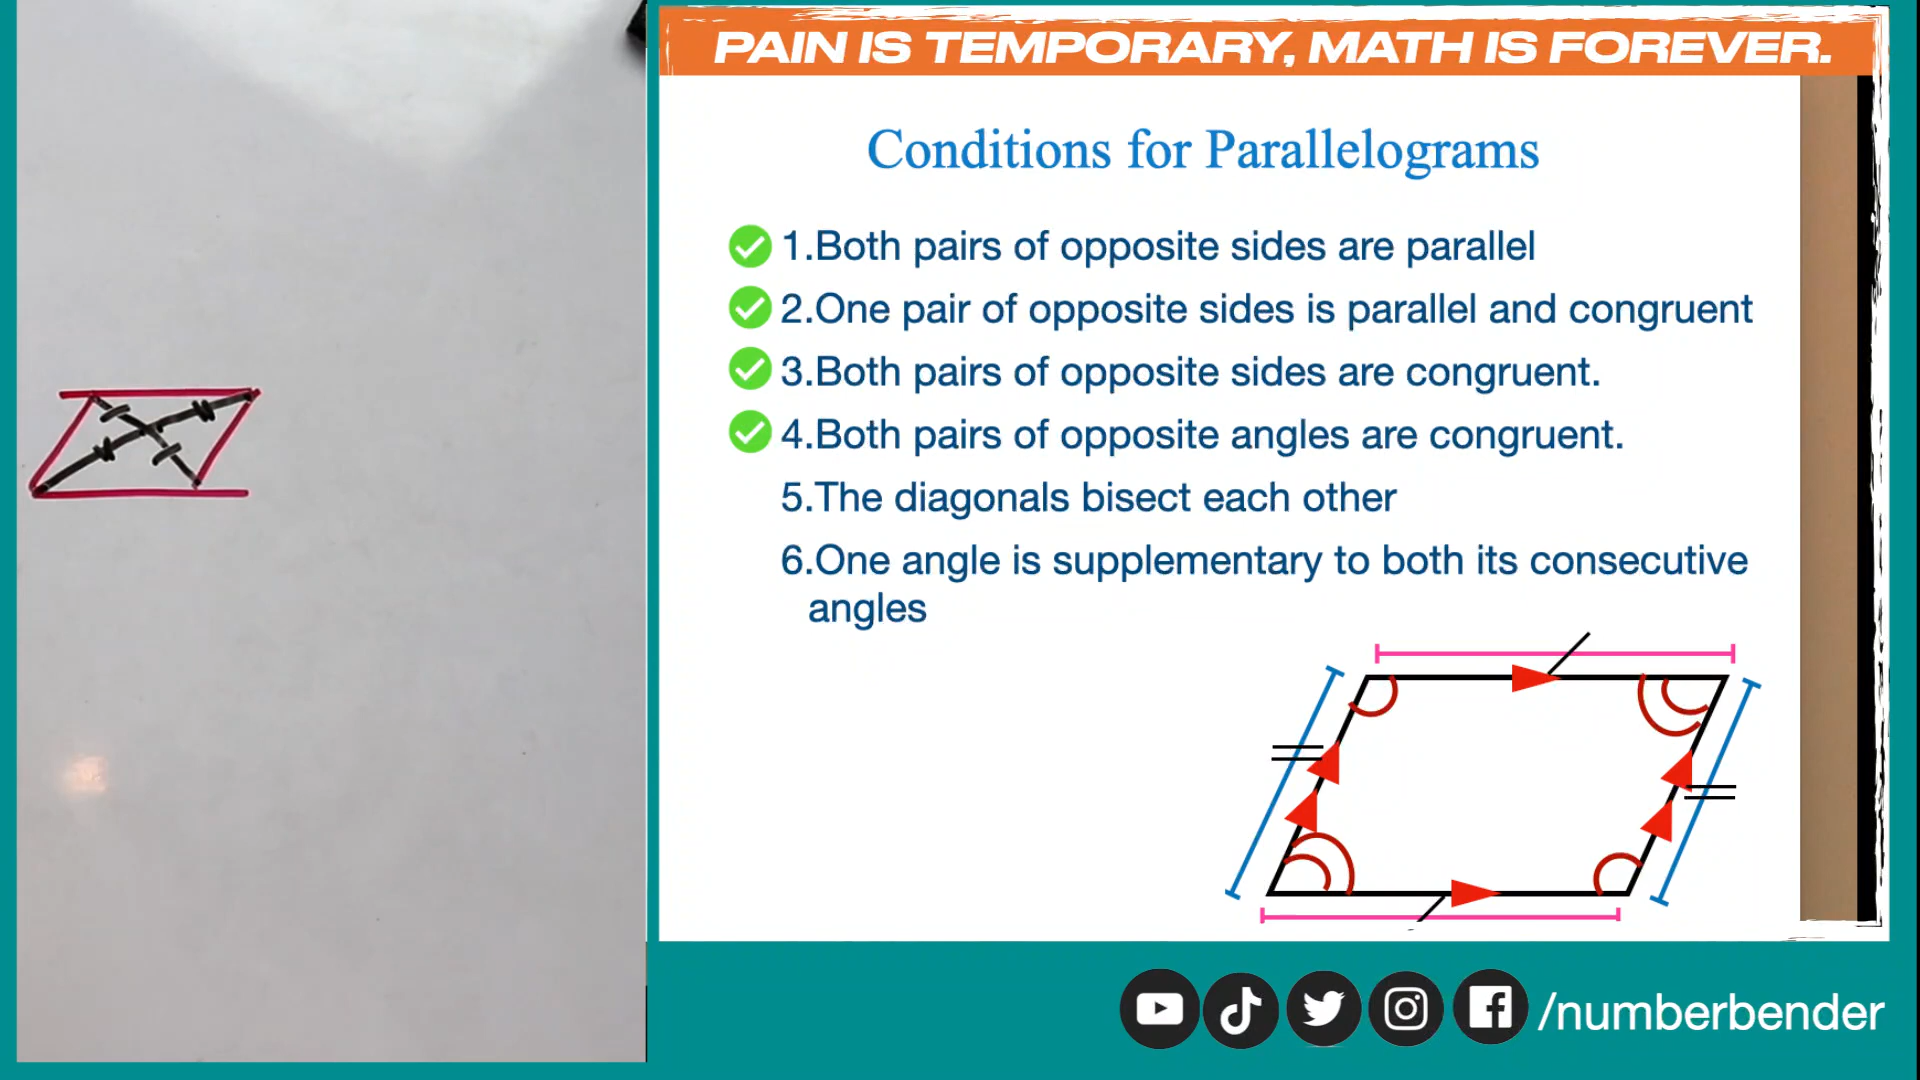 PAIN IS TEMPORARY, MATH IS FOREVER.
Conditions for Parallelograms
1.Both pairs of opposite sides are parallel
2.One pair of opposite sides is parallel and congruent
3.Both pairs of opposite sides are congruent.
4.Both pairs of opposite angles are congruent.
5.The diagonals bisect each other
6.One angle is supplementary to both its consecutive
angles
/numberbender